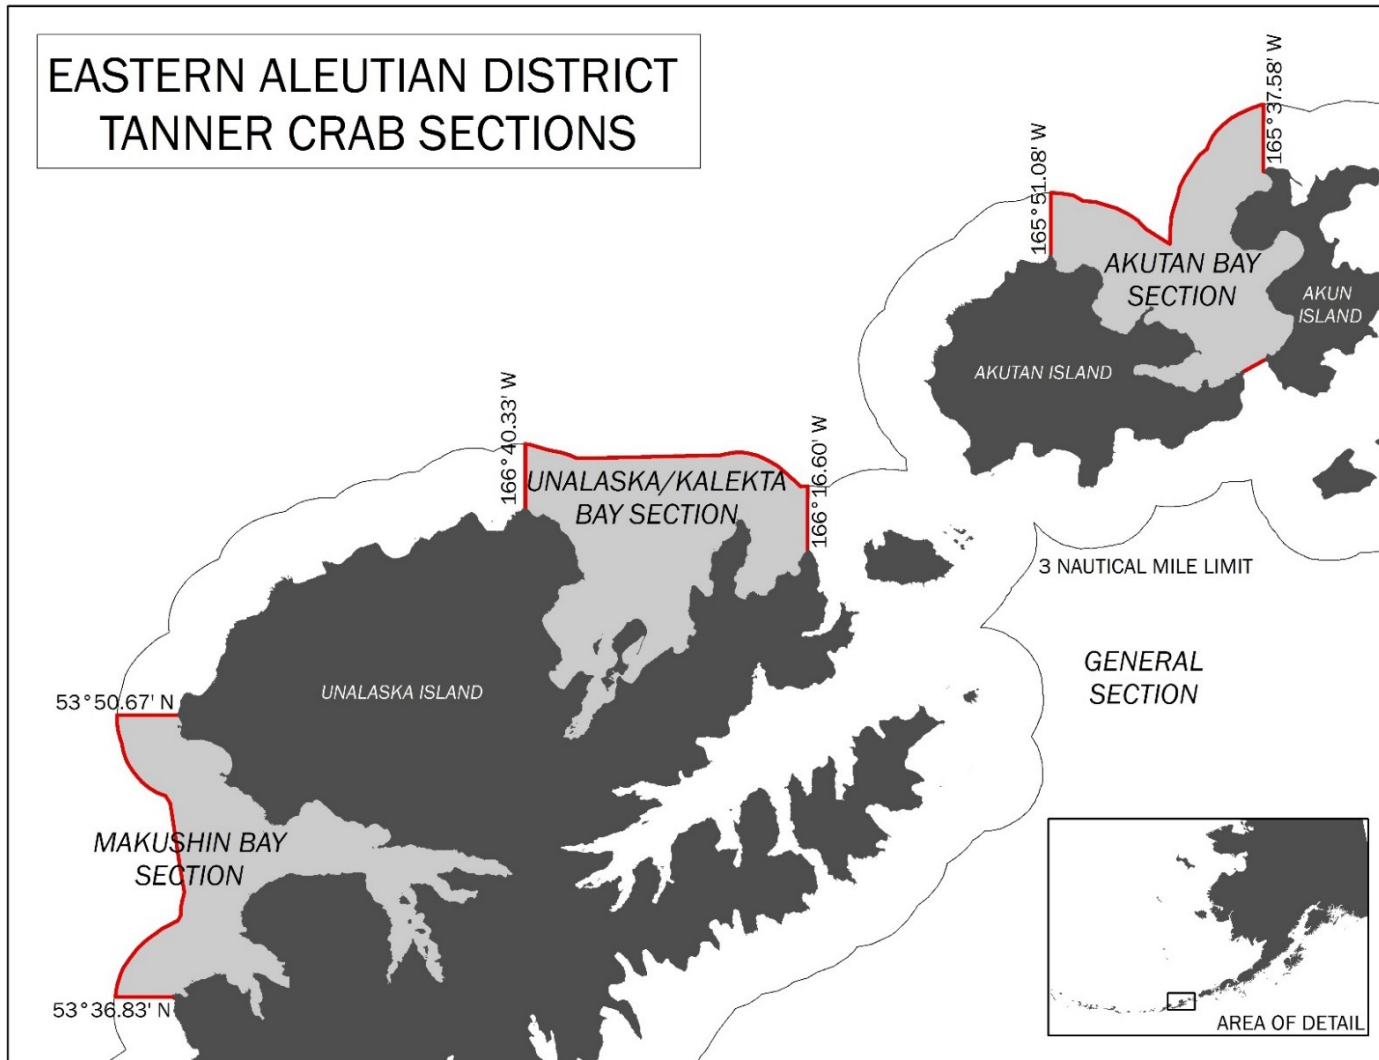 EASTERN ALEUTIAN DISTRICT
TANNER CRAB SECTIONS
165°37.58' W
165°51.08' W
AKUTAN BAY
SECTION
AKUN
ISLAND
AKUTAN ISLAND
166°40.33' W
UNALASKA/KALEKTA
BAY SECTION
166°16.60' W
3 NAUTICAL MILE LIMIT
GENERAL
SECTION
UNALASKA ISLAND
53°50.67' N
MAKUSHIN BAY
SECTION
53°36.83' N
AREA OF DETAIL